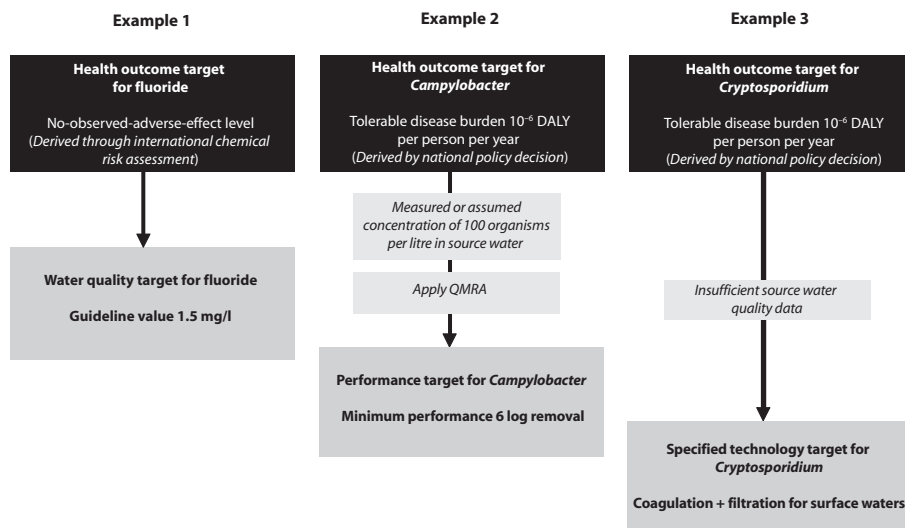 Example 1
Health outcome target
for fluoride
No-observed-adverse-effect level
(Derived through international chemical
risk assessment)
Water quality target for fluoride
Guideline value 1.5 mg/l
Example 2
Health outcome target for
Campylobacter
Tolerable disease burden 10⁻⁶ DALY
per person per year
(Derived by national policy decision)
Measured or assumed
concentration of 100 organisms
per litre in source water
Apply QMRA
Performance target for Campylobacter
Minimum performance 6 log removal
Example 3
Health outcome target for
Cryptosporidium
Tolerable disease burden 10⁻⁶ DALY
per person per year
(Derived by national policy decision)
Insufficient source water
quality data
Specified technology target for
Cryptosporidium
Coagulation + filtration for surface waters